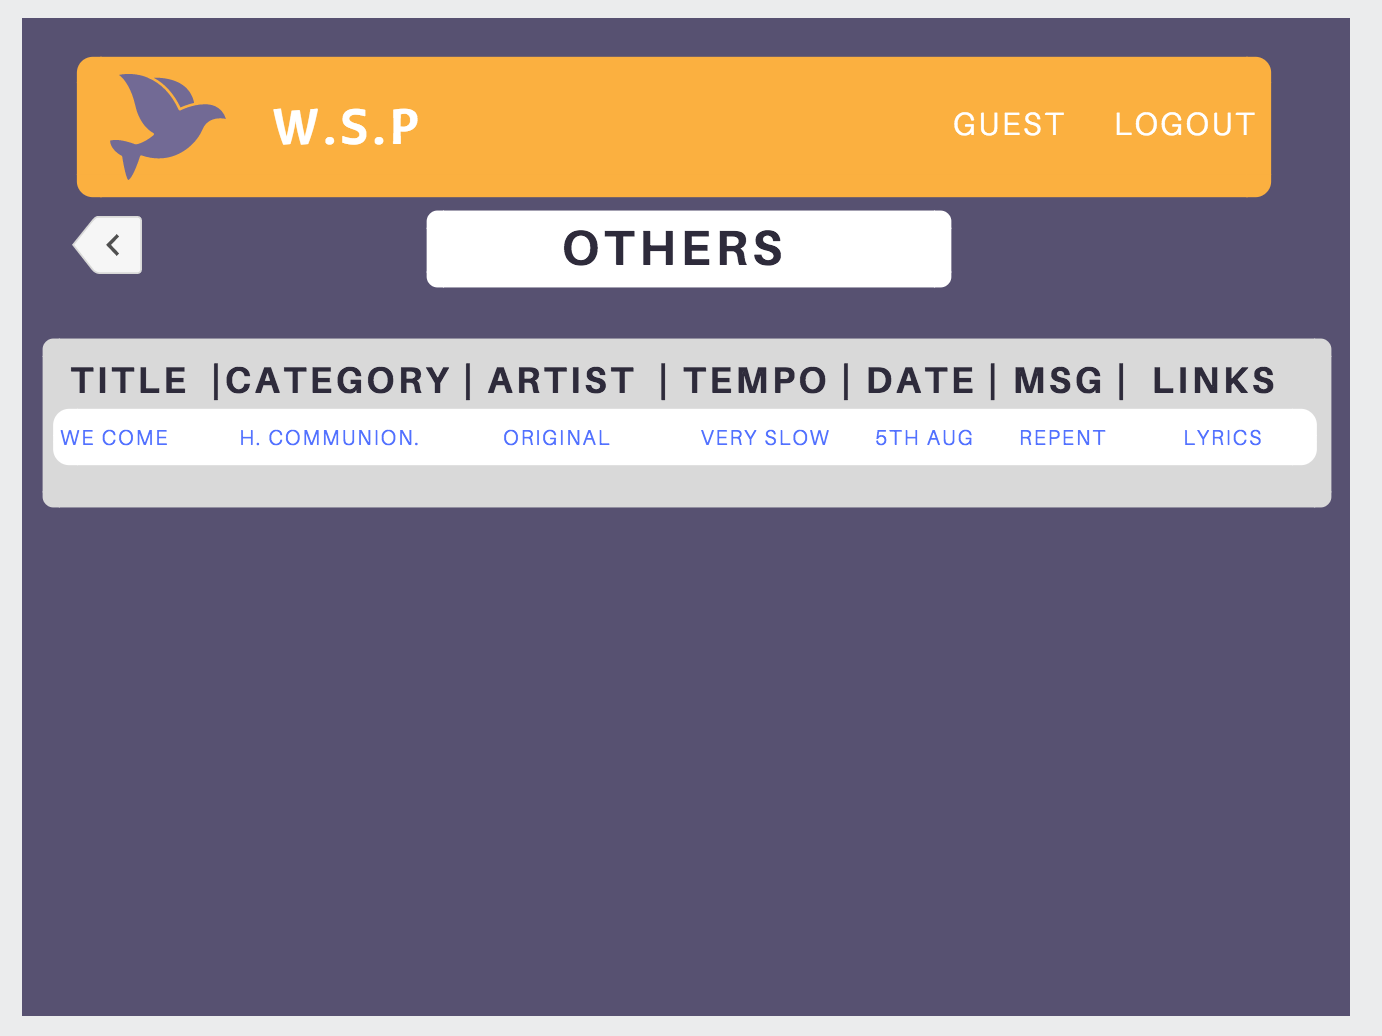 W.S.P GUEST LOGOUT
OTHERS
TITLE |CATEGORY | ARTIST | TEMPO | DATE | MSG | LINKS
WE COME H. COMMUNION. ORIGINAL VERY SLOW 5TH AUG REPENT LYRICS